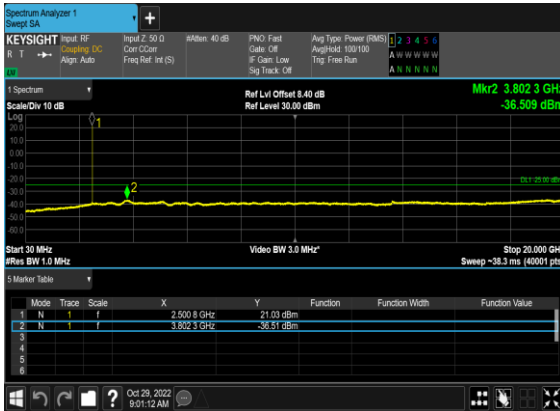 Spectrum Analyzer 1
Swept SA
KEYSIGHT Input: RF Input Z: 50 Ω #Atten: 40 dB PNO: Fast Avg Type: Power (RMS) 1 2 3 4 5 6
R T Coupling: DC Corr CCorr Gate: Off Avg|Hold: 100/100 A W W W W W
Align: Auto Freq Ref: Int (S) IF Gain: Low Trig: Free Run
Sig Track: Off A N N N N N
1 Spectrum Ref Lvl Offset 8.40 dB Mkr2 3.802 3 GHz
Scale/Div 10 dB Ref Level 30.00 dBm -36.509 dBm
Log
20.0 1
10.0
0.00
-10.0
-20.0 DL1 -25.00 dBm
-30.0 2
-40.0
-50.0
-60.0
Start 30 MHz Video BW 3.0 MHz* Stop 20.000 GHz
#Res BW 1.0 MHz Sweep ~38.3 ms (40001 pts)
5 Marker Table
Mode Trace Scale X Y Function Function Width Function Value
1 N 1 f 2.500 8 GHz 21.03 dBm
2 N 1 f 3.802 3 GHz -36.51 dBm
3
4
5
6
? Oct 29, 2022
9:01:12 AM